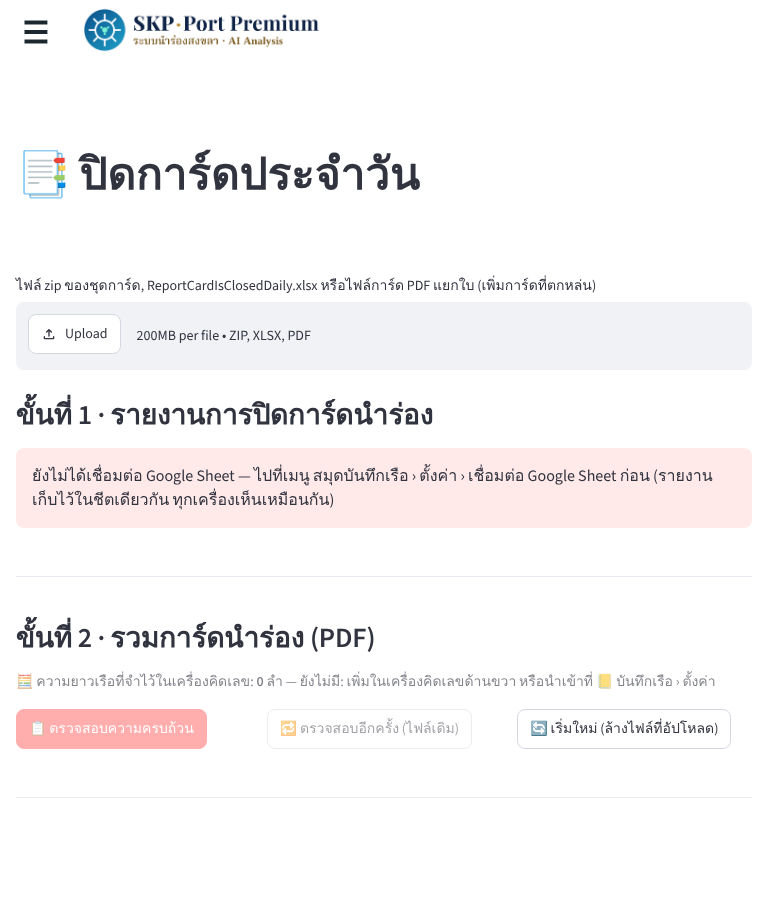 SKP·Port Premium
ระบบนำร่องสงขลา · AI Analysis
ปิดการ์ดประจำวัน
ไฟล์ zip ของชุดการ์ด, ReportCardIsClosedDaily.xlsx หรือไฟล์การ์ด PDF แยกใบ (เพิ่มการ์ดที่ตกหล่น)
Upload 200MB per file • ZIP, XLSX, PDF
ขั้นที่ 1 · รายงานการปิดการ์ดนำร่อง
ยังไม่ได้เชื่อมต่อ Google Sheet — ไปที่เมนู สมุดบันทึกเรือ › ตั้งค่า › เชื่อมต่อ Google Sheet ก่อน (รายงาน
เก็บไว้ในชีตเดียวกัน ทุกเครื่องเห็นเหมือนกัน)
ขั้นที่ 2 · รวมการ์ดนำร่อง (PDF)
🧮 ความยาวเรือที่จำไว้ในเครื่องคิดเลข: 0 ลำ — ยังไม่มี: เพิ่มในเครื่องคิดเลขด้านขวา หรือนำเข้าที่ 📒 บันทึกเรือ › ตั้งค่า
📋 ตรวจสอบความครบถ้วน 🔁 ตรวจสอบอีกครั้ง (ไฟล์เดิม) 🔄 เริ่มใหม่ (ล้างไฟล์ที่อัปโหลด)